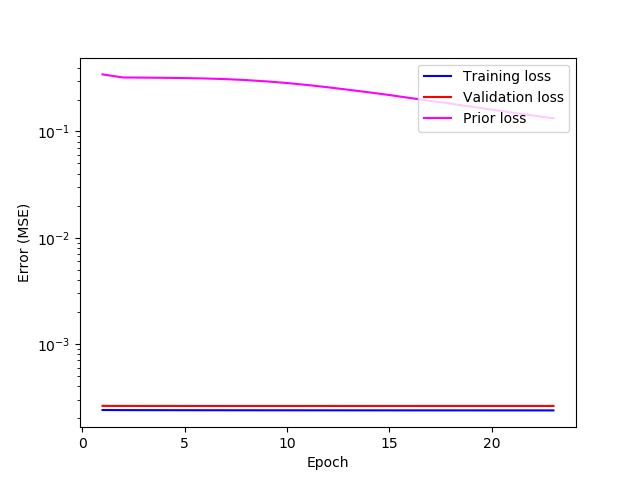 Training loss
Validation loss
Prior loss
10⁻¹
10⁻²
10⁻³
Error (MSE)
0 5 10 15 20
Epoch